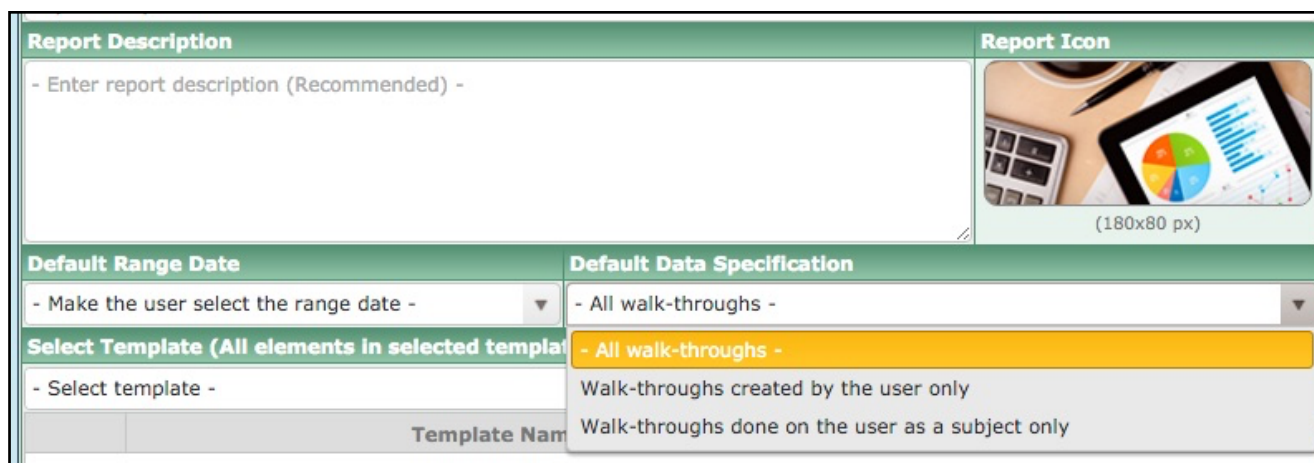 Report Description
Report Icon
- Enter report description (Recommended) -
(180x80 px)
Default Range Date
Default Data Specification
- Make the user select the range date -
- All walk-throughs -
Select Template (All elements in selected
- All walk-throughs -
- Select template -
Walk-throughs created by the user only
Template
Walk-throughs done on the user as a subject only